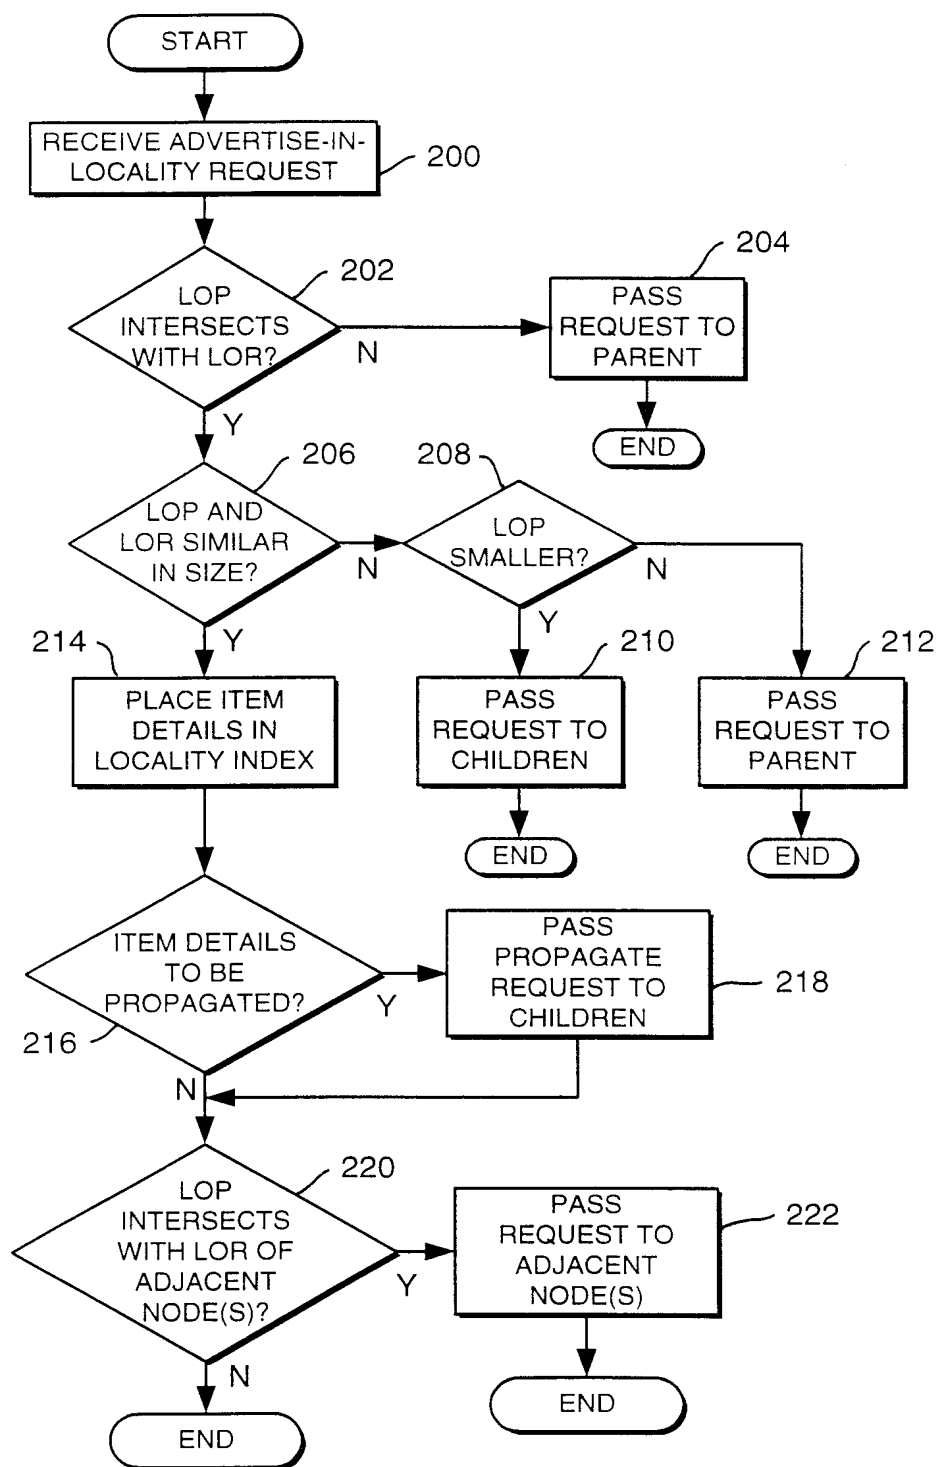 START
RECEIVE ADVERTISE-IN-
LOCALITY REQUEST
200
LOP
INTERSECTS
WITH LOR?
202
N
Y
204
PASS
REQUEST TO
PARENT
END
206
LOP AND
LOR SIMILAR
IN SIZE?
N
Y
208
LOP
SMALLER?
N
Y
214
PLACE ITEM
DETAILS IN
LOCALITY INDEX
210
PASS
REQUEST TO
CHILDREN
END
212
PASS
REQUEST TO
PARENT
END
ITEM DETAILS
TO BE
PROPAGATED?
216
Y
N
PASS
PROPAGATE
REQUEST TO
CHILDREN
218
LOP
INTERSECTS
WITH LOR OF
ADJACENT
NODE(S)?
220
Y
N
PASS
REQUEST TO
ADJACENT
NODE(S)
222
END
END